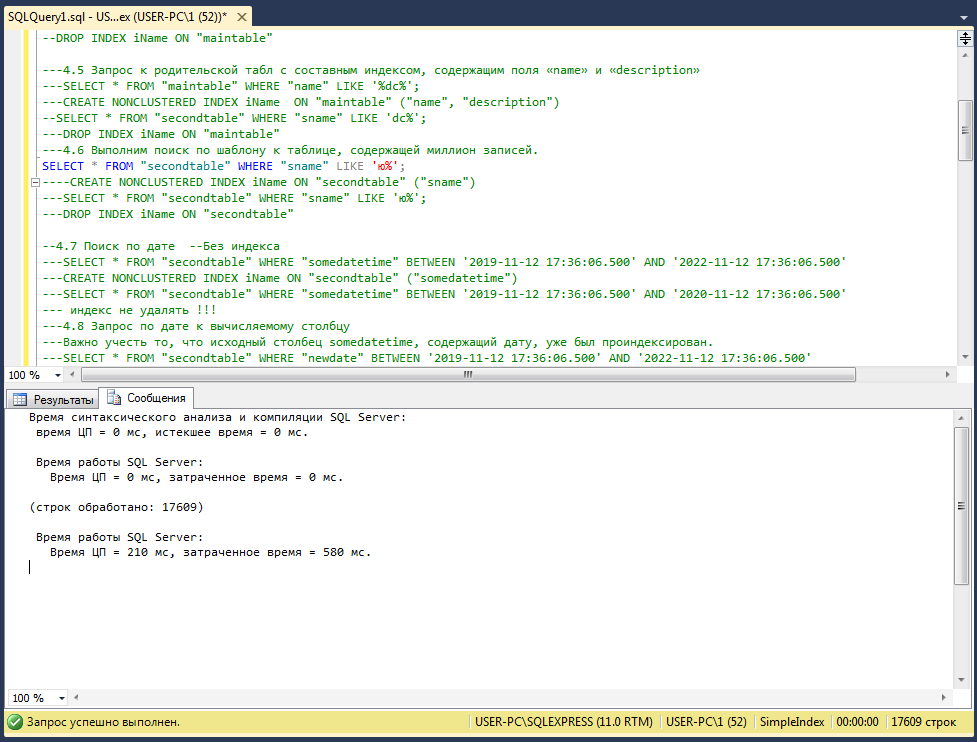 SQLQuery1.sql - US...ex (USER-PC\1 (52))*
--DROP INDEX iName ON "maintable"
---4.5 Запрос к родительской табл с составным индексом, содержащим поля «name» и «description»
---SELECT * FROM "maintable" WHERE "name" LIKE '%dc%';
---CREATE NONCLUSTERED INDEX iName  ON "maintable" ("name", "description")
--SELECT * FROM "secondtable" WHERE "sname" LIKE 'dc%';
---DROP INDEX iName ON "maintable"
---4.6 Выполним поиск по шаблону к таблице, содержащей миллион записей.
SELECT * FROM "secondtable" WHERE "sname" LIKE 'ю%';
----CREATE NONCLUSTERED INDEX iName ON "secondtable" ("sname")
---SELECT * FROM "secondtable" WHERE "sname" LIKE 'ю%';
---DROP INDEX iName ON "secondtable"
--4.7 Поиск по дате  --Без индекса
---SELECT * FROM "secondtable" WHERE "somedatetime" BETWEEN '2019-11-12 17:36:06.500' AND '2022-11-12 17:36:06.500'
---CREATE NONCLUSTERED INDEX iName ON "secondtable" ("somedatetime")
---SELECT * FROM "secondtable" WHERE "somedatetime" BETWEEN '2019-11-12 17:36:06.500' AND '2020-11-12 17:36:06.500'
--- индекс не удалять !!!
---4.8 Запрос по дате к вычисляемому столбцу
---Важно учесть то, что исходный столбец somedatetime, содержащий дату, уже был проиндексирован.
---SELECT * FROM "secondtable" WHERE "newdate" BETWEEN '2019-11-12 17:36:06.500' AND '2022-11-12 17:36:06.500'
100 %
Результаты Сообщения
Время синтаксического анализа и компиляции SQL Server:
время ЦП = 0 мс, истекшее время = 0 мс.
Время работы SQL Server:
Время ЦП = 0 мс, затраченное время = 0 мс.
(строк обработано: 17609)
Время работы SQL Server:
Время ЦП = 210 мс, затраченное время = 580 мс.
100 %
Запрос успешно выполнен. USER-PC\SQLEXPRESS (11.0 RTM) USER-PC\1 (52) SimpleIndex 00:00:00 17609 строк